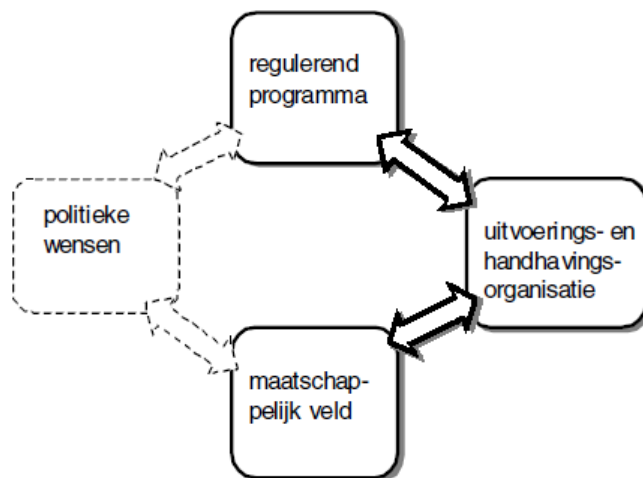 regulerend
programma
politieke
wensen
uitvoerings- en
handhavings-
organisatie
maatschap-
pelijk veld